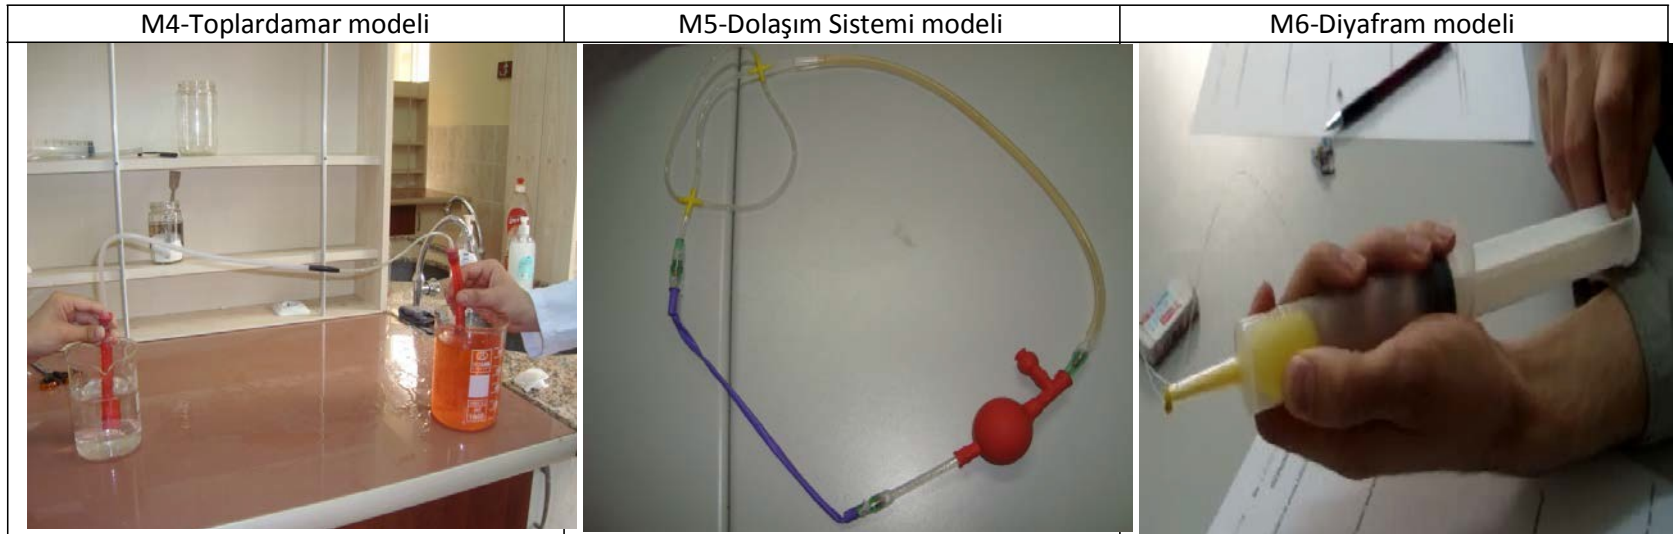 M4-Toplardamar modeli
M5-Dolaşım Sistemi modeli
M6-Diyafram modeli